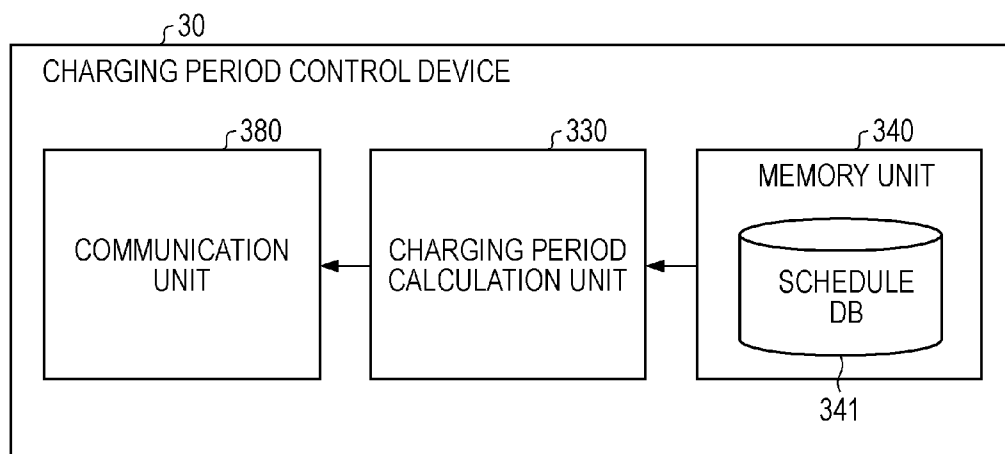 30
CHARGING PERIOD CONTROL DEVICE
380
330
340
COMMUNICATION
UNIT
CHARGING PERIOD
CALCULATION UNIT
MEMORY UNIT
SCHEDULE
DB
341